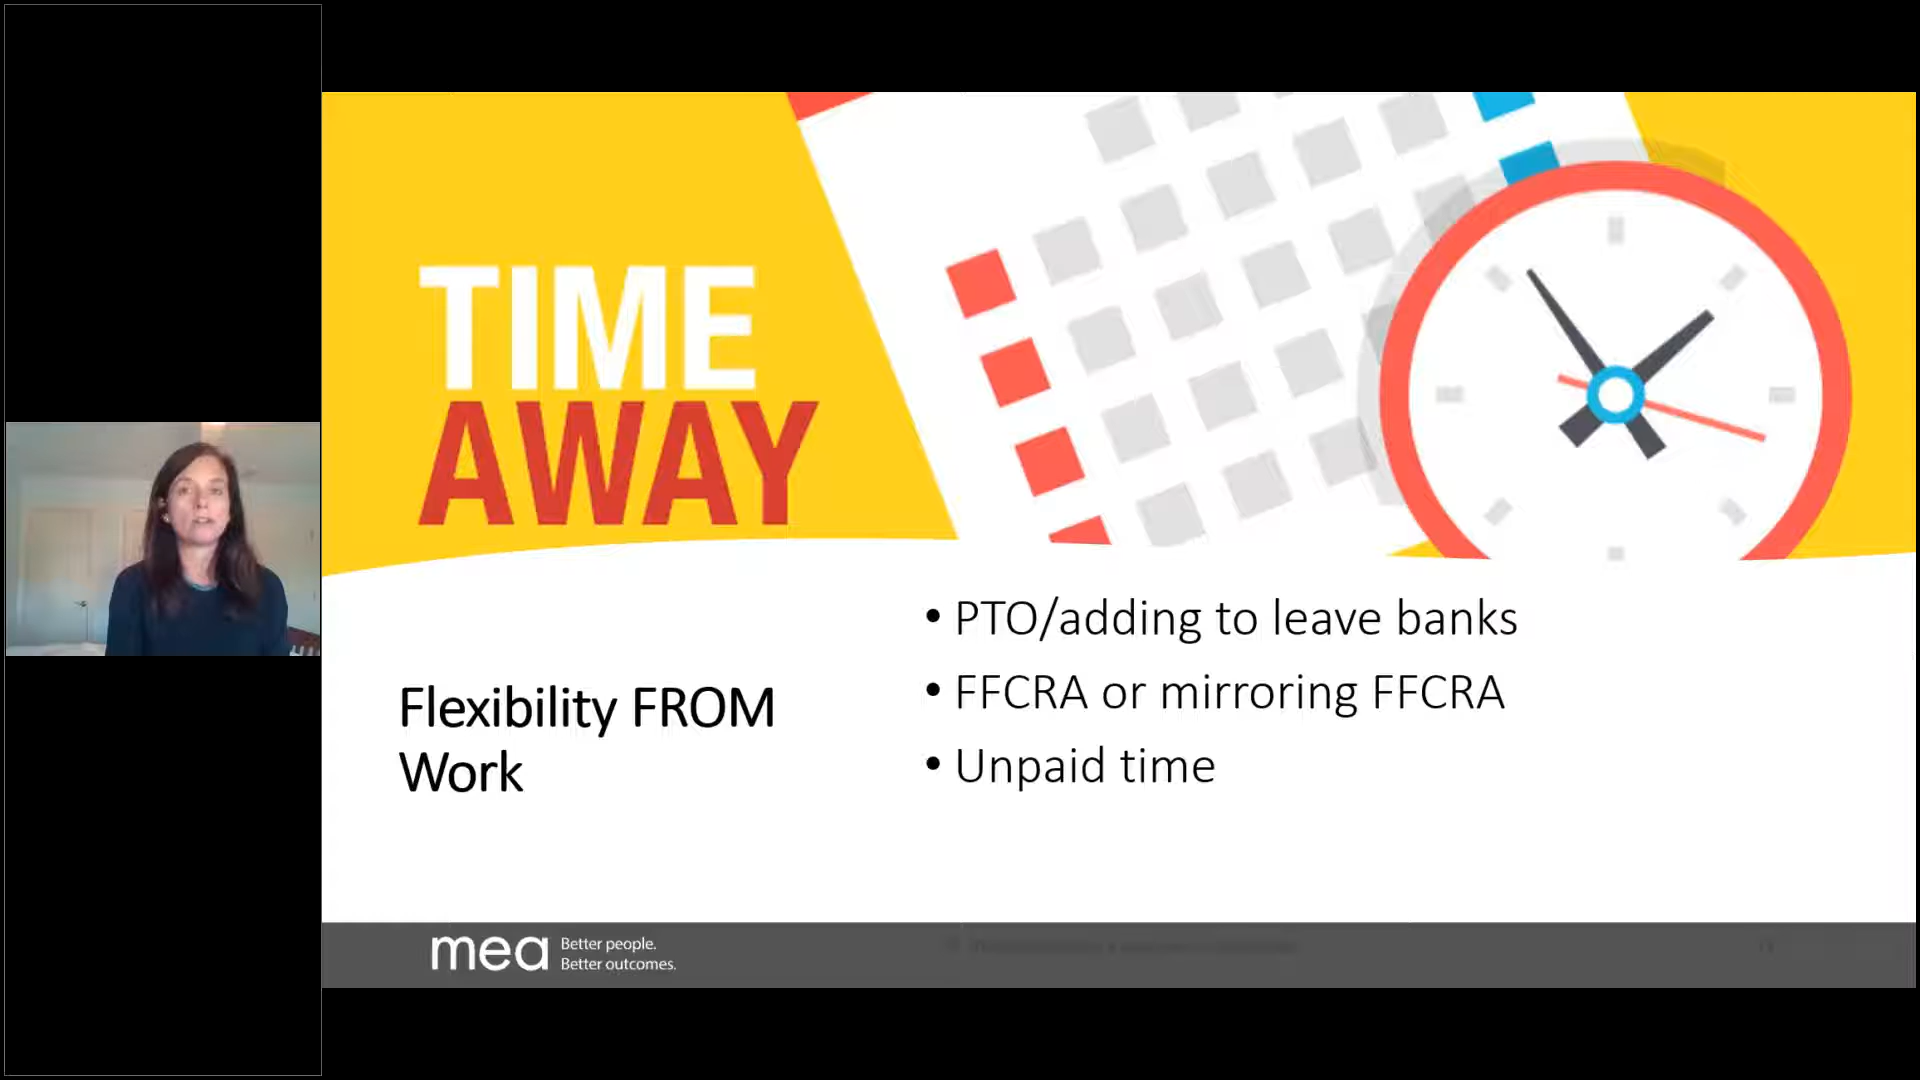 TIME
AWAY
Flexibility FROM
Work
• PTO/adding to leave banks
• FFCRA or mirroring FFCRA
• Unpaid time
mea
Better people.
Better outcomes.